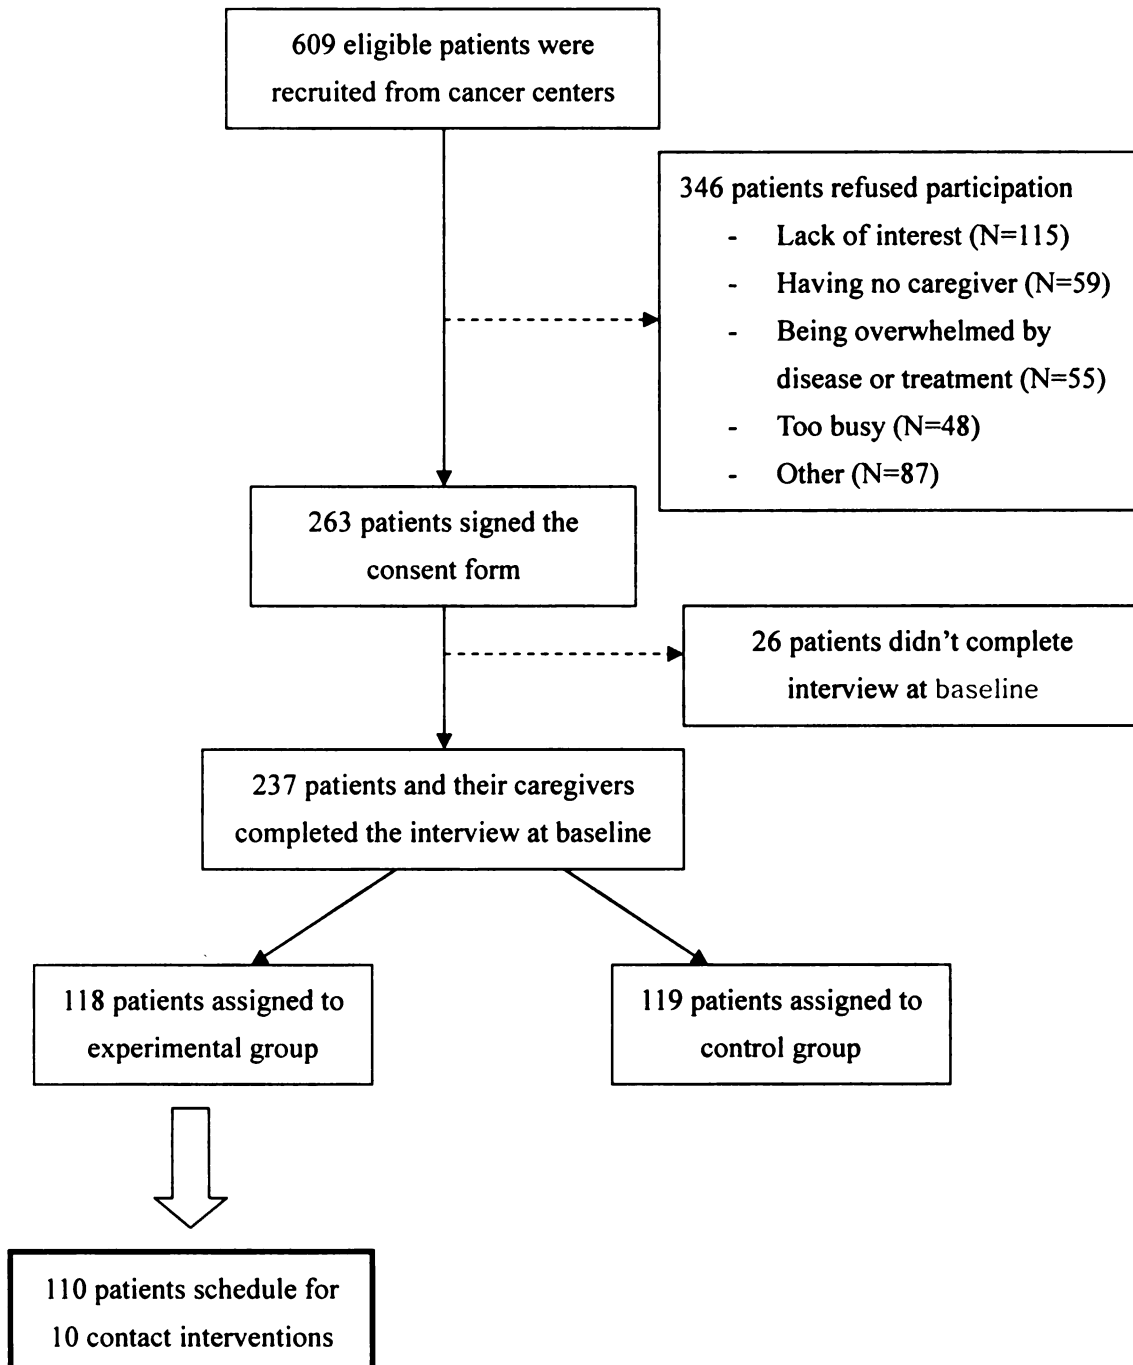 609 eligible patients were
recruited from cancer centers
346 patients refused participation
- Lack of interest (N=115)
- Having no caregiver (N=59)
- Being overwhelmed by
disease or treatment (N=55)
- Too busy (N=48)
- Other (N=87)
263 patients signed the
consent form
26 patients didn't complete
interview at baseline
237 patients and their caregivers
completed the interview at baseline
118 patients assigned to
experimental group
119 patients assigned to
control group
110 patients schedule for
10 contact interventions